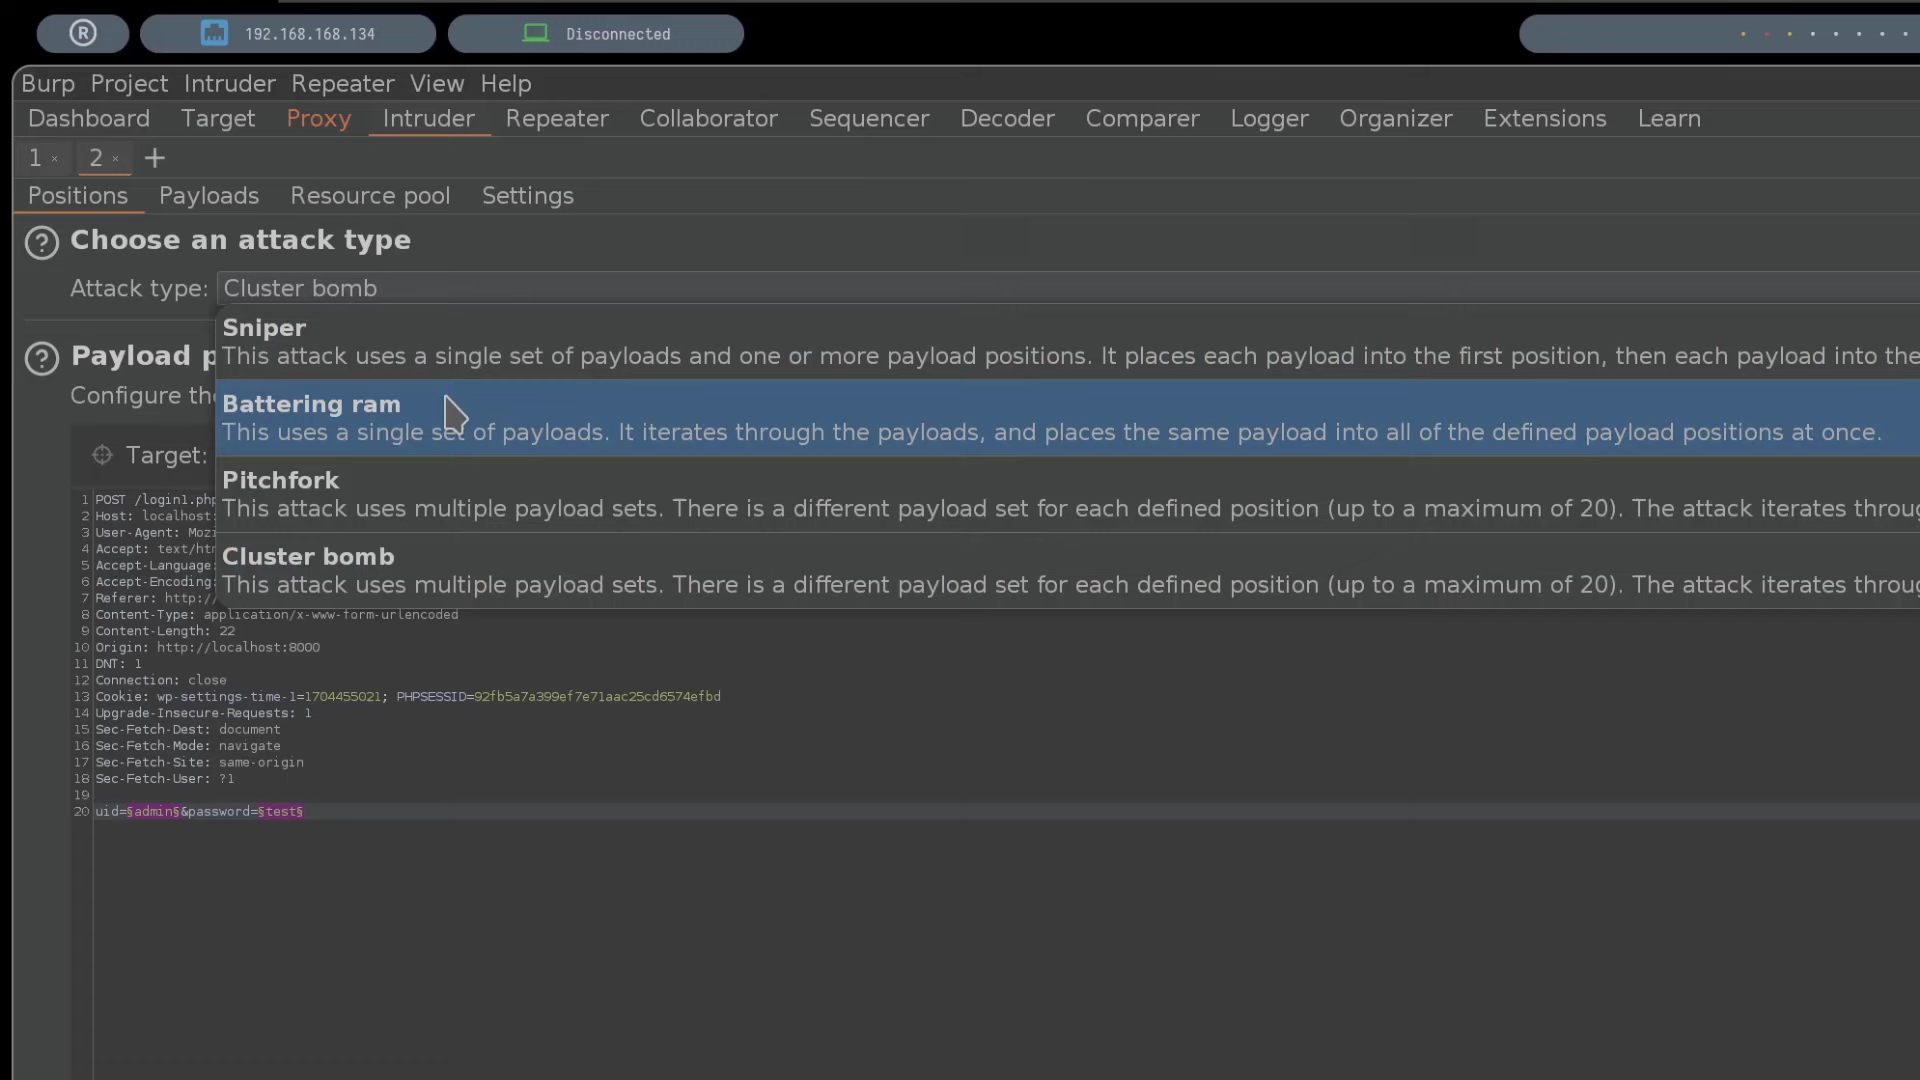 R 192.168.168.134 Disconnected
Burp Project Intruder Repeater View Help
Dashboard Target Proxy Intruder Repeater Collaborator Sequencer Decoder Comparer Logger Organizer Extensions Learn
1 × 2 × +
Positions Payloads Resource pool Settings
? Choose an attack type
Attack type: Cluster bomb
Sniper
This attack uses a single set of payloads and one or more payload positions. It places each payload into the first position, then each payload into the
? Payload p
Configure the
Battering ram
This uses a single set of payloads. It iterates through the payloads, and places the same payload into all of the defined payload positions at once.
Target:
Pitchfork
This attack uses multiple payload sets. There is a different payload set for each defined position (up to a maximum of 20). The attack iterates throug
Cluster bomb
This attack uses multiple payload sets. There is a different payload set for each defined position (up to a maximum of 20). The attack iterates throug
1 POST /login1.php
2 Host: localhost:
3 User-Agent: Mozi
4 Accept: text/htm
5 Accept-Language:
6 Accept-Encoding:
7 Referer: http://
8 Content-Type: application/x-www-form-urlencoded
9 Content-Length: 22
10 Origin: http://localhost:8000
11 DNT: 1
12 Connection: close
13 Cookie: wp-settings-time-1=1704455021; PHPSESSID=92fb5a7a399ef7e71aac25cd6574efbd
14 Upgrade-Insecure-Requests: 1
15 Sec-Fetch-Dest: document
16 Sec-Fetch-Mode: navigate
17 Sec-Fetch-Site: same-origin
18 Sec-Fetch-User: ?1
19
20 uid=§admin§&password=§test§